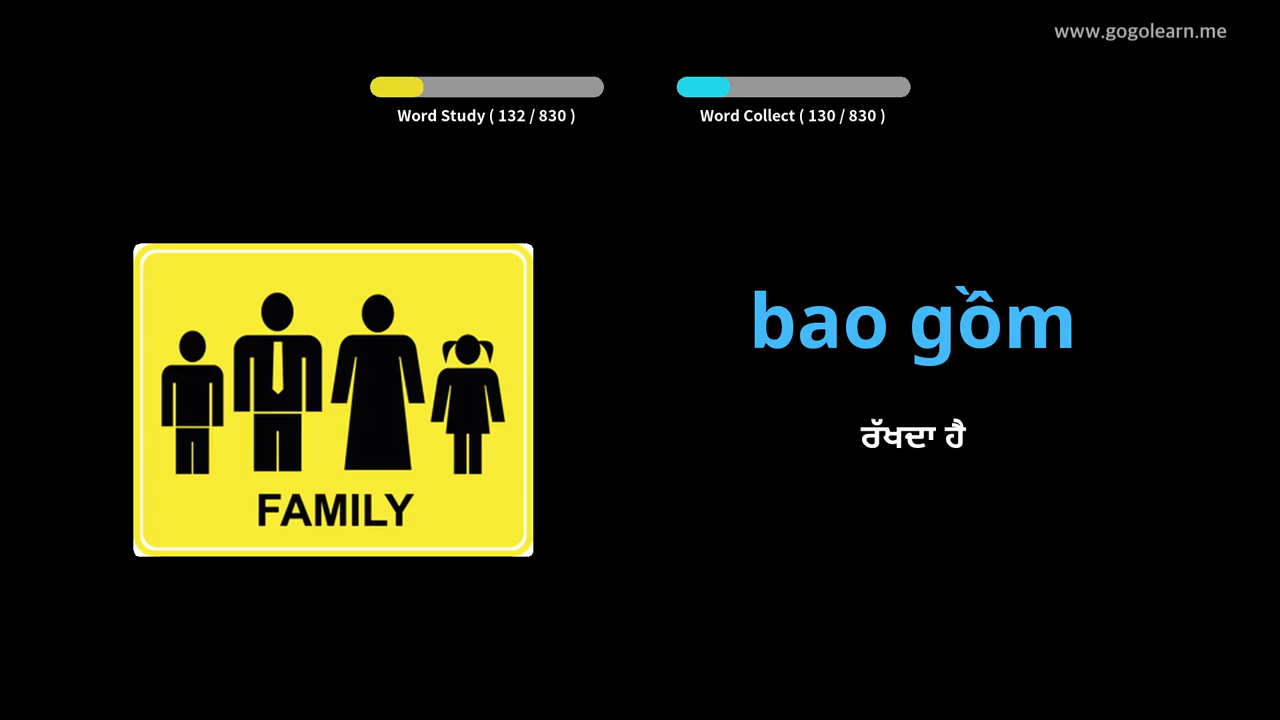 www.gogolearn.me
Word Study ( 132 / 830 )
Word Collect ( 130 / 830 )
bao gồm
ਰੱਖਦਾ ਹੈ
FAMILY